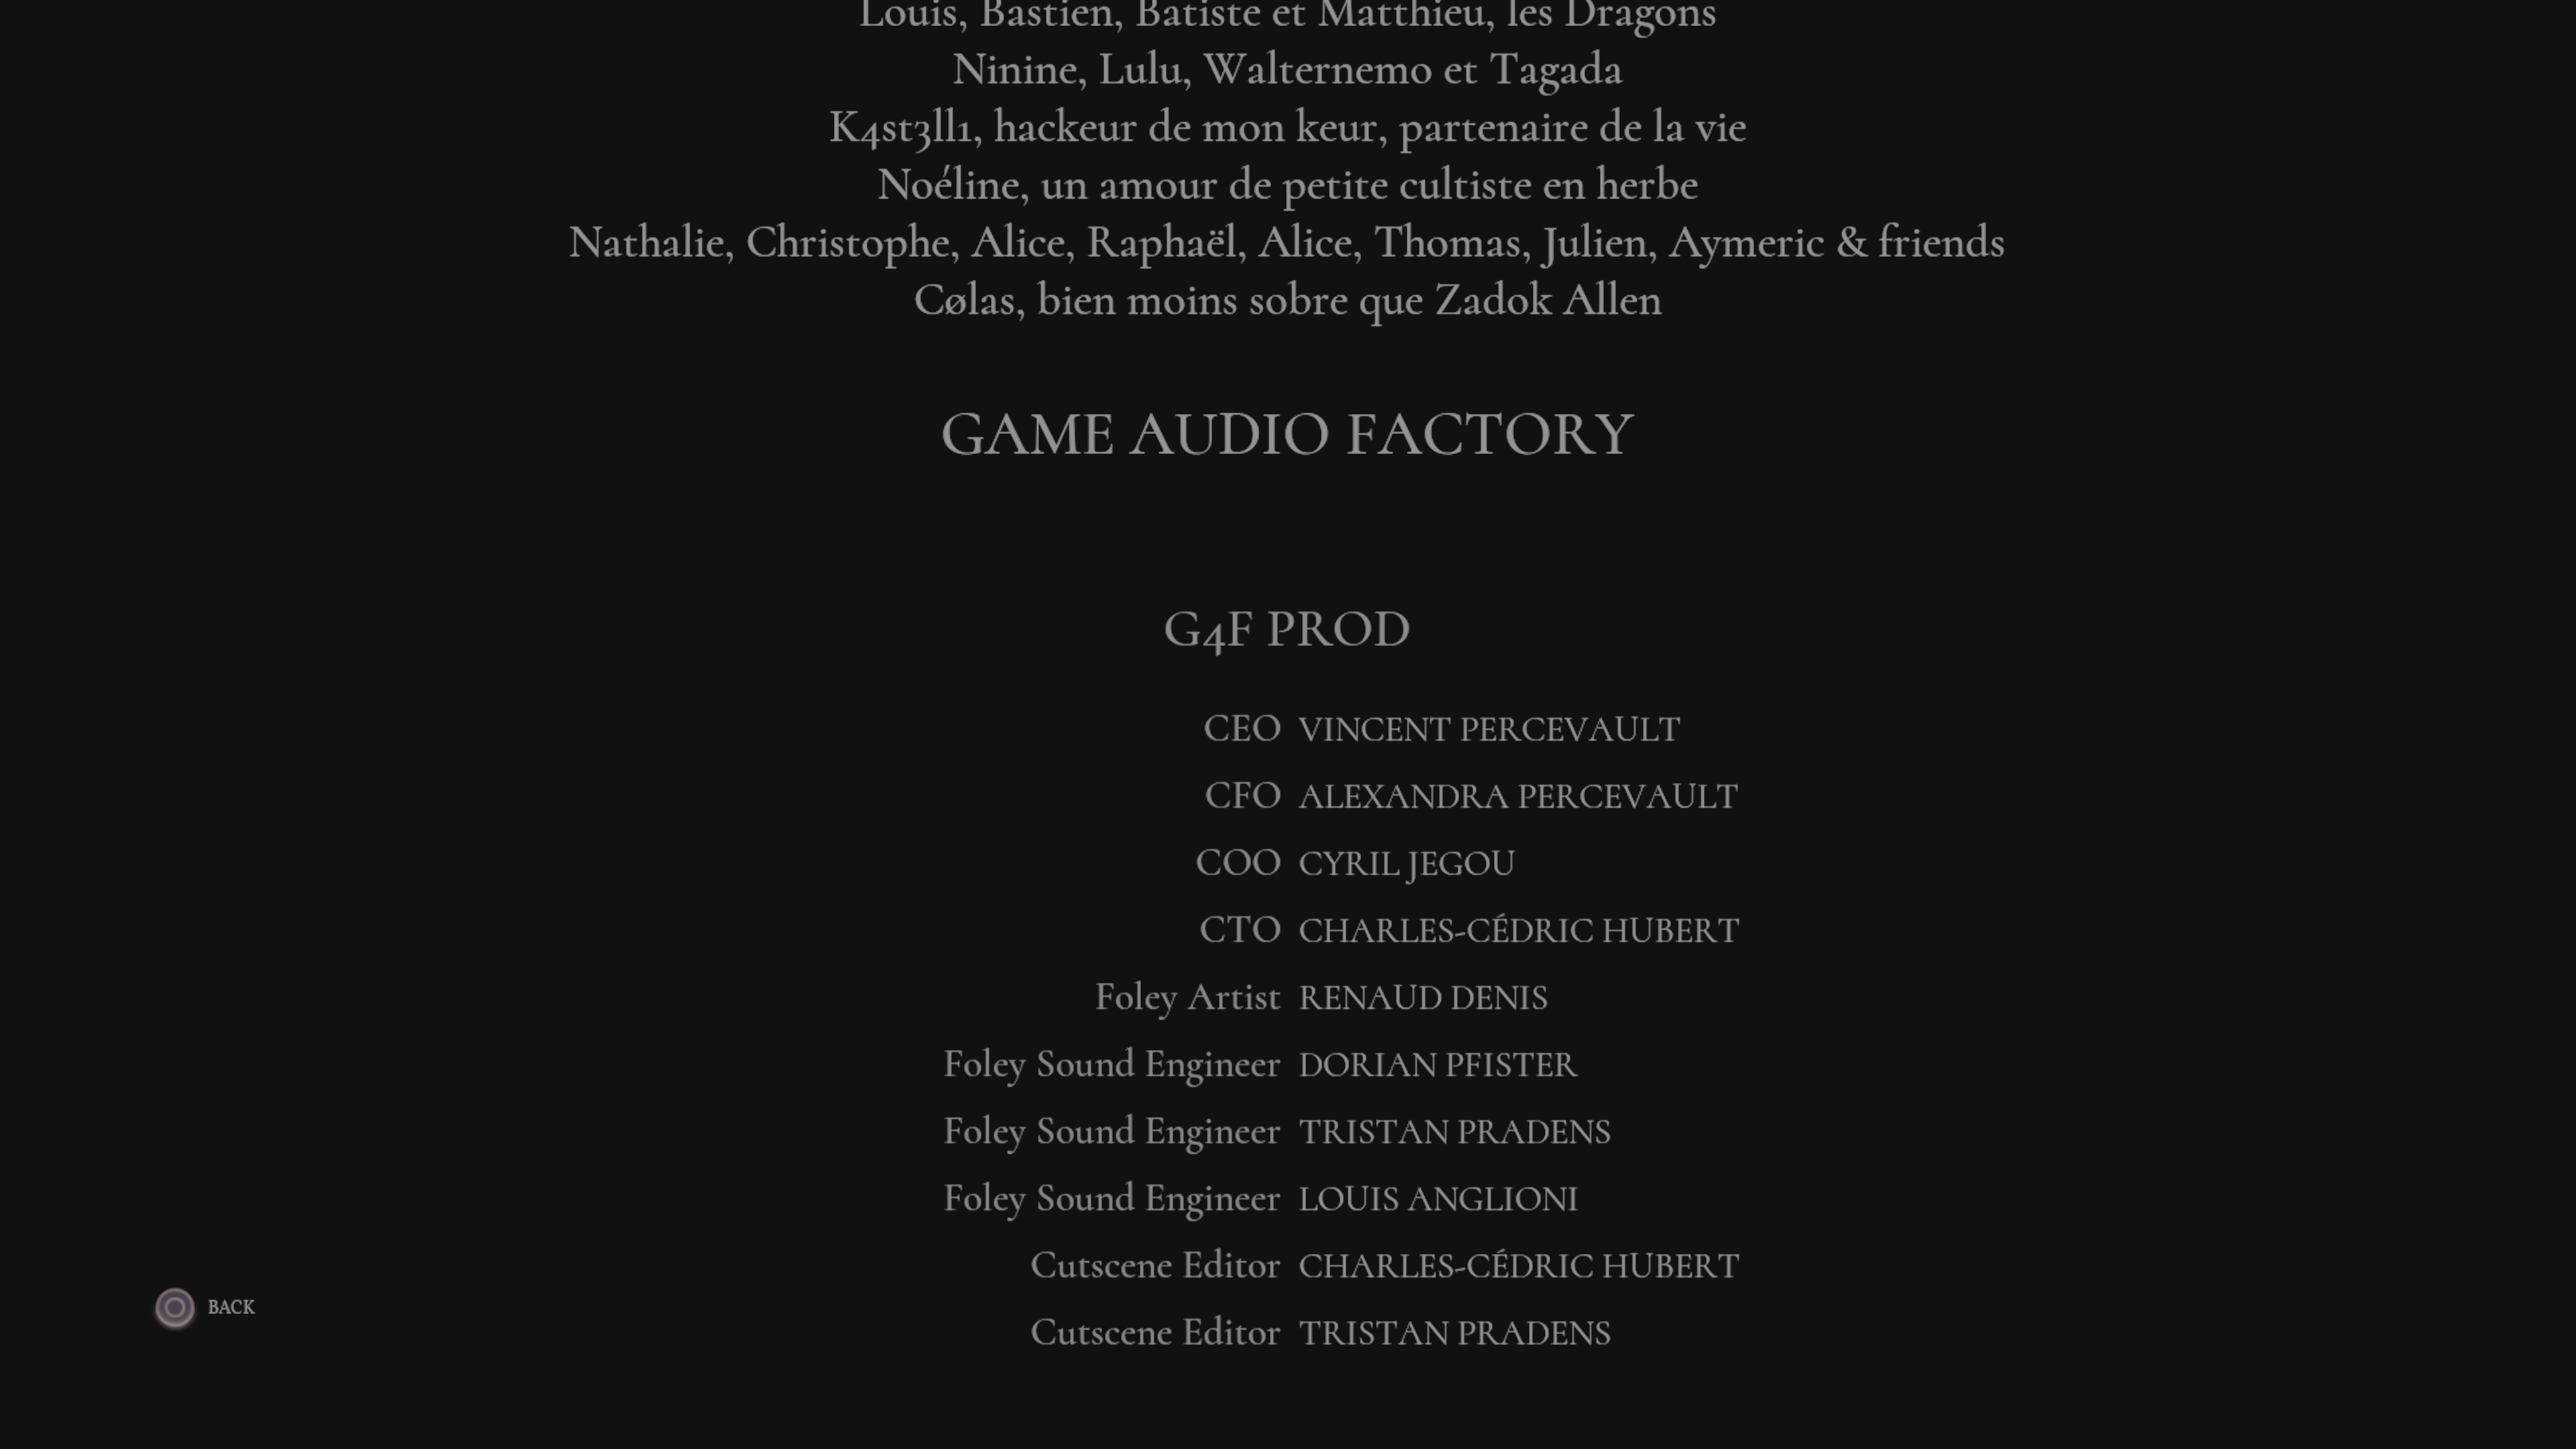 Louis, Bastien, Batiste et Matthieu, les Dragons
Ninine, Lulu, Walternemo et Tagada
K4st3ll1, hackeur de mon keur, partenaire de la vie
Noéline, un amour de petite cultiste en herbe
Nathalie, Christophe, Alice, Raphaël, Alice, Thomas, Julien, Aymeric & friends
Cølas, bien moins sobre que Zadok Allen
GAME AUDIO FACTORY
G4F PROD
CEO VINCENT PERCEVAULT
CFO ALEXANDRA PERCEVAULT
COO CYRIL JEGOU
CTO CHARLES-CÉDRIC HUBERT
Foley Artist RENAUD DENIS
Foley Sound Engineer DORIAN PFISTER
Foley Sound Engineer TRISTAN PRADENS
Foley Sound Engineer LOUIS ANGLIONI
Cutscene Editor CHARLES-CÉDRIC HUBERT
BACK
Cutscene Editor TRISTAN PRADENS